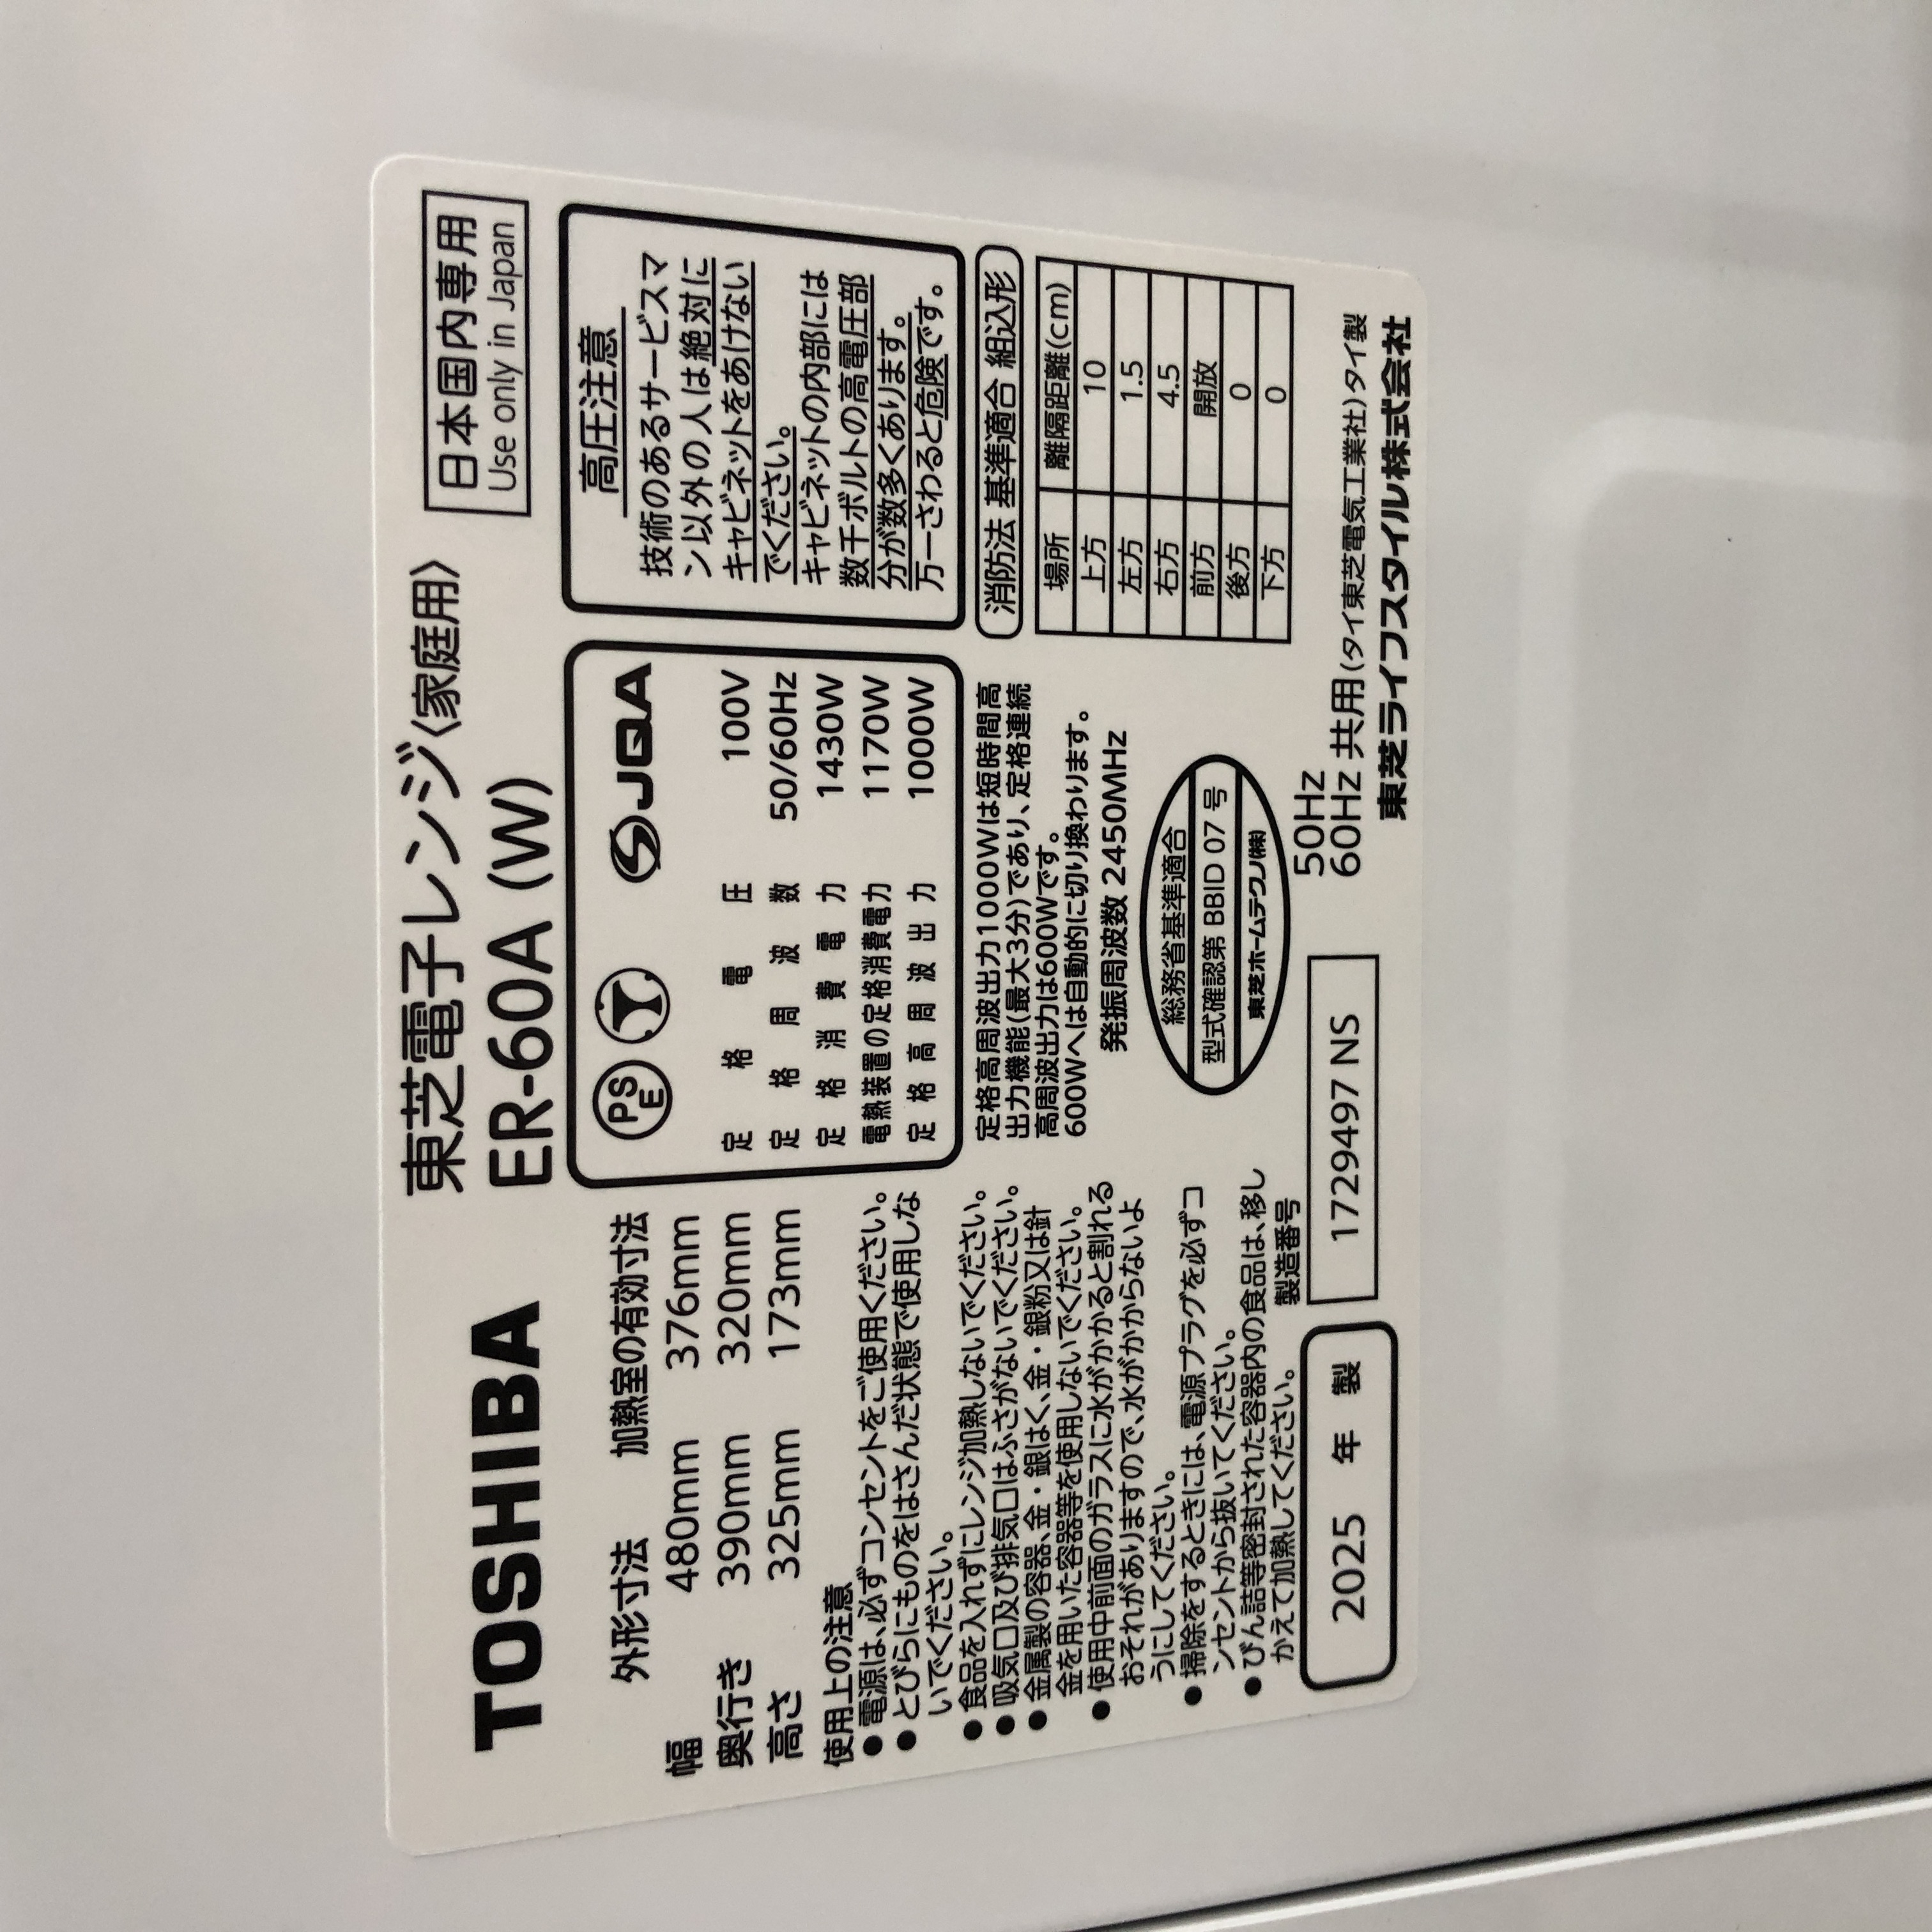 TOSHIBA
東芝電子レンジ〈家庭用〉
ER-60A (W)
日本国内専用
Use only in Japan
外形寸法 加熱室の有効寸法
幅 480mm 376mm
奥行き 390mm 320mm
高さ 325mm 173mm
使用上の注意
●電源は、必ずコンセントをご使用ください。
●とびらにものをはさんだ状態で使用しな
いでください。
●食品を入れずにレンジ加熱しないでください。
●吸気口及び排気口はふさがないでください。
●金属製の容器、金・銀はく、金・銀粉又は針
金を用いた容器等を使用しないでください。
●使用中前面のガラスに水がかかると割れる
おそれがありますので、水がかからないよ
うにしてください。
●掃除をするときには、電源プラグを必ずコ
ンセントから抜いてください。
●びん詰等密封された容器内の食品は、移し
かえて加熱してください。
2025 年 製
製造番号
1729497 NS
PS
E
JQA
定格電圧 100V
定格周波数 50/60Hz
定格消費電力 1430W
電熱装置の定格消費電力 1170W
定格高周波出力 1000W
定格高周波出力1000Wは短時間高
出力機能(最大3分)であり、定格連続
高周波出力は600Wです。
600Wへは自動的に切り換わります。
発振周波数 2450MHz
総務省基準適合
型式確認第 BBID 07 号
東芝ホームテクノ(株)
高圧注意
技術のあるサービスマ
ン以外の人は絶対に
キャビネットをあけない
でください。
キャビネットの内部には
数千ボルトの高電圧部
分が数多くあります。
万一さわると危険です。
消防法 基準適合 組込形
場所 離隔距離(cm)
上方 10
左方 1.5
右方 4.5
前方 開放
後方 0
下方 0
50Hz
60Hz 共用(タイ東芝電気工業社)タイ製
東芝ライフスタイル株式会社